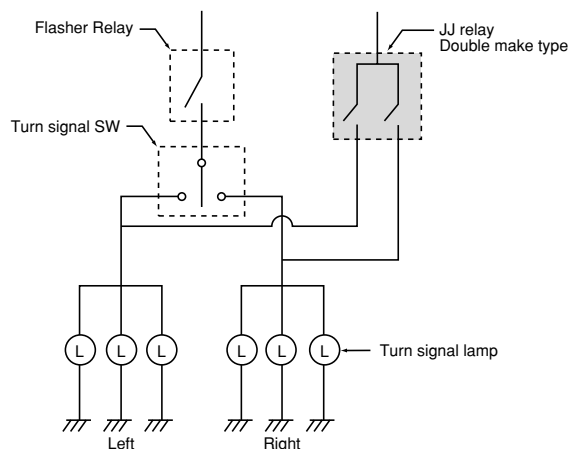 Flasher Relay
JJ relay
Double make type
Turn signal SW
L L L L L L
Turn signal lamp
Left Right